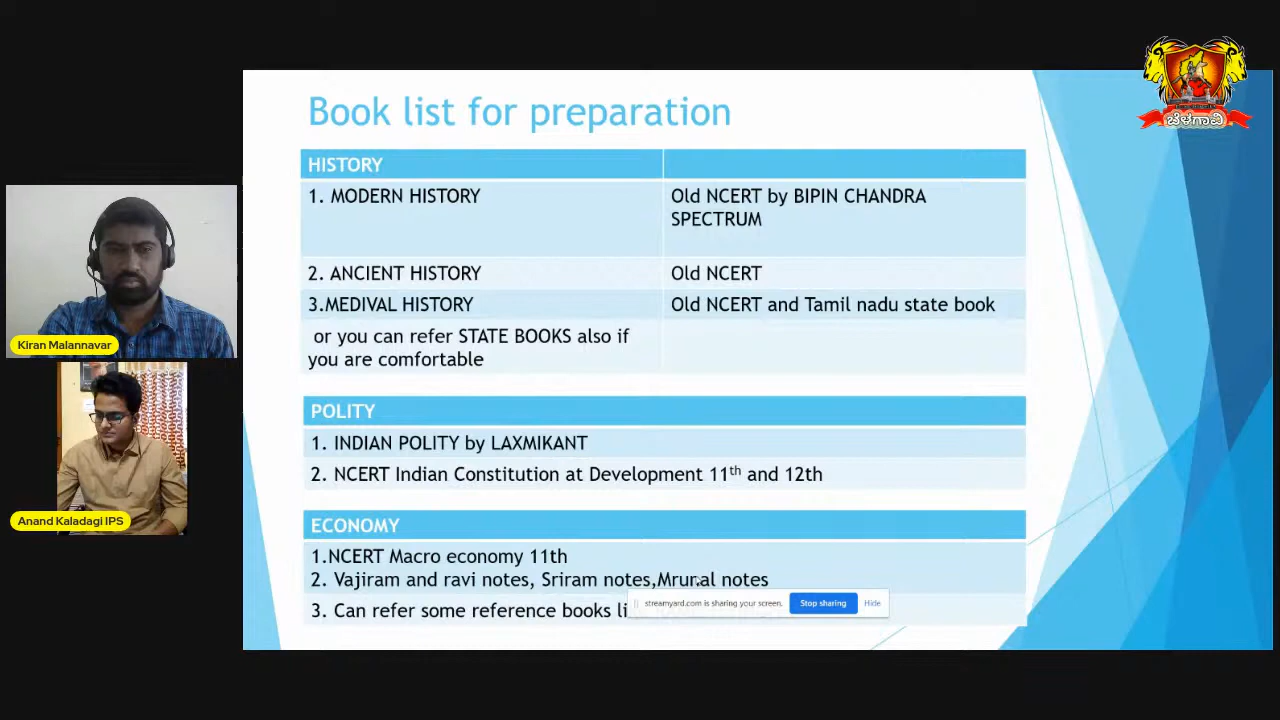 Book list for preparation
HISTORY
1. MODERN HISTORY
Old NCERT by BIPIN CHANDRA
SPECTRUM
2. ANCIENT HISTORY
Old NCERT
3.MEDIVAL HISTORY
Old NCERT and Tamil nadu state book
or you can refer STATE BOOKS also if
you are comfortable
POLITY
1. INDIAN POLITY by LAXMIKANT
2. NCERT Indian Constitution at Development 11th and 12th
ECONOMY
1.NCERT Macro economy 11th
2. Vajiram and ravi notes, Sriram notes,Mrunal notes
3. Can refer some reference books li
streamyard.com is sharing your screen.
Stop sharing
Hide
Kiran Malannavar
Anand Kaladagi IPS
ಬೆಳಗಾವಿ